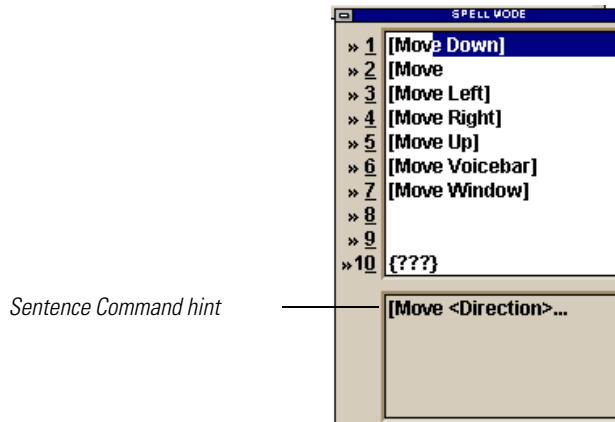 SPELL MODE
» 1 [Move Down]
» 2 [Move
» 3 [Move Left]
» 4 [Move Right]
» 5 [Move Up]
» 6 [Move Voicebar]
» 7 [Move Window]
» 8
» 9
»10 {???}
Sentence Command hint
[Move <Direction>...